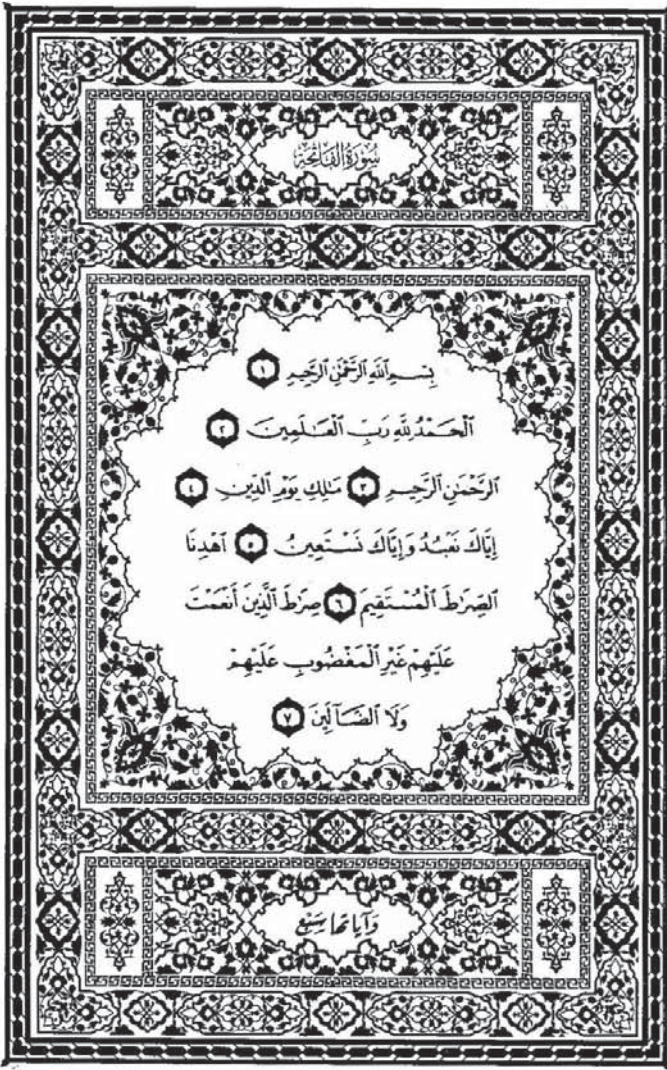 سُورَةُ الفَاتِحَة
بِسْمِ ٱللَّهِ ٱلرَّحْمَٰنِ ٱلرَّحِيمِ ١
ٱلْحَمْدُ لِلَّهِ رَبِّ ٱلْعَٰلَمِينَ ٢
ٱلرَّحْمَٰنِ ٱلرَّحِيمِ ٣ مَٰلِكِ يَوْمِ ٱلدِّينِ ٤
إِيَّاكَ نَعْبُدُ وَإِيَّاكَ نَسْتَعِينُ ٥ ٱهْدِنَا
ٱلصِّرَٰطَ ٱلْمُسْتَقِيمَ ٦ صِرَٰطَ ٱلَّذِينَ أَنْعَمْتَ
عَلَيْهِمْ غَيْرِ ٱلْمَغْضُوبِ عَلَيْهِمْ
وَلَا ٱلضَّآلِّينَ ٧
وَآيَاتُهَا سَبْع